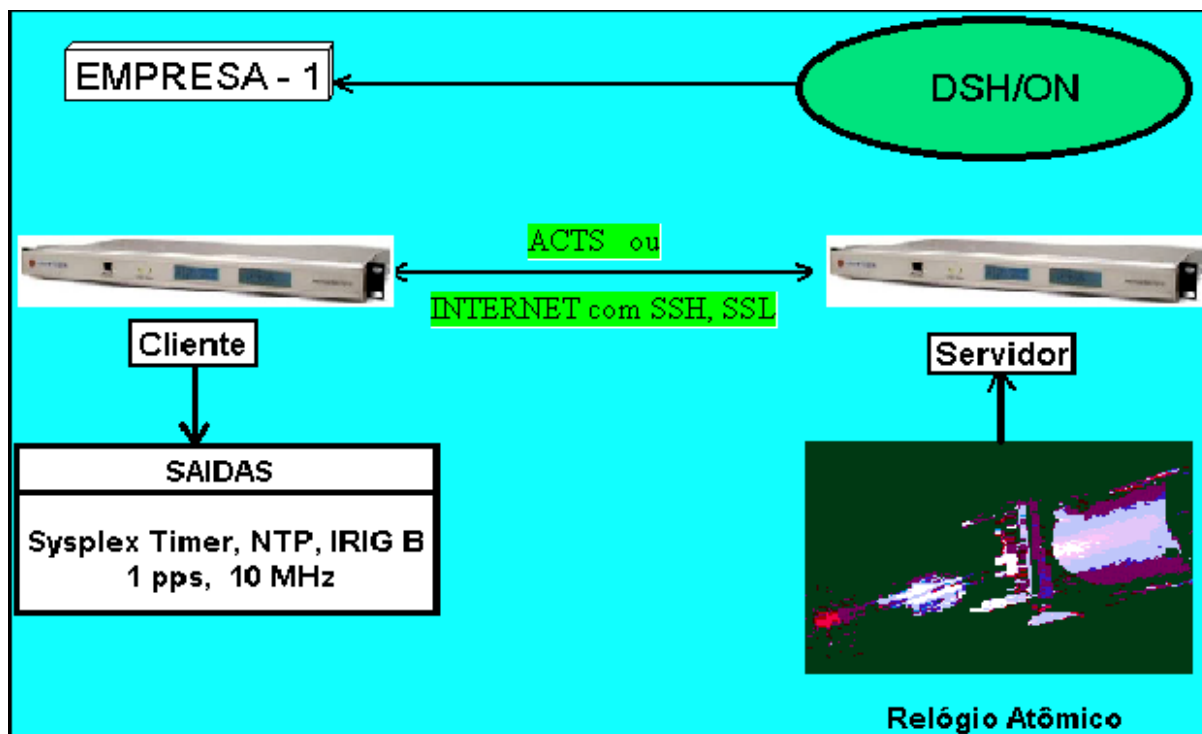 EMPRESA - 1
DSH/ON
ACTS ou
INTERNET com SSH, SSL
Cliente
Servidor
SAIDAS
Sysplex Timer, NTP, IRIG B
1 pps, 10 MHz
Relógio Atômico